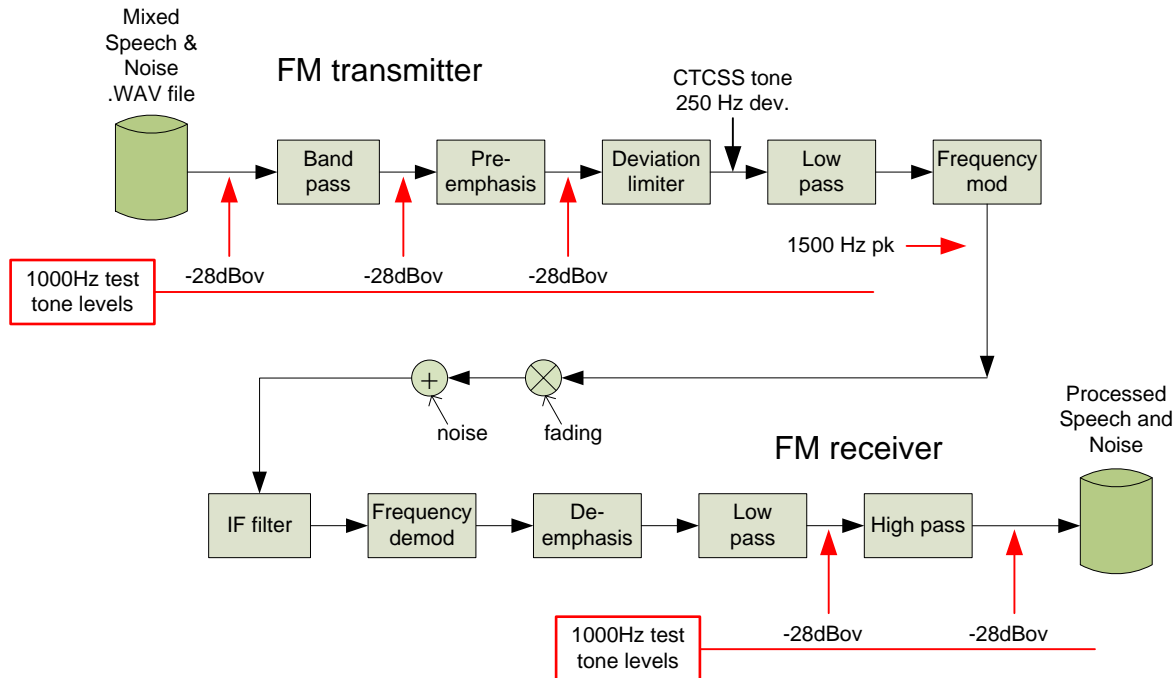 Mixed
Speech &
Noise
.WAV file
FM transmitter
CTCSS tone
250 Hz dev.
Band
pass
Pre-
emphasis
Deviation
limiter
Low
pass
Frequency
mod
1500 Hz pk
-28dBov
-28dBov
-28dBov
1000Hz test
tone levels
+
noise
fading
Processed
Speech and
Noise
FM receiver
IF filter
Frequency
demod
De-
emphasis
Low
pass
High pass
-28dBov
-28dBov
1000Hz test
tone levels